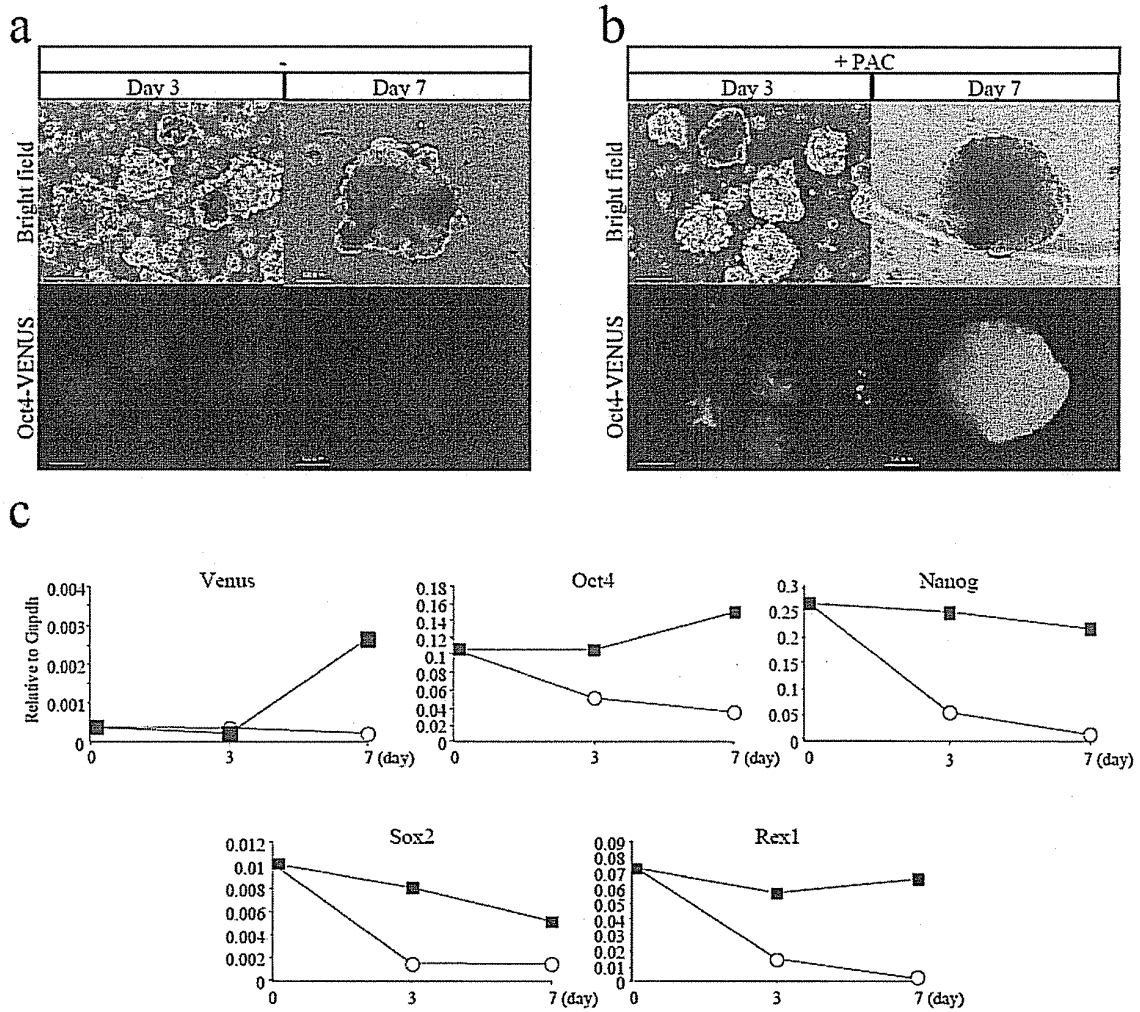 a
b
-
+ PAC
Day 3
Day 7
Day 3
Day 7
Bright field
Oct4-VENUS
Bright field
Oct4-VENUS
c
Venus
Oct4
Nanog
Relative to Gapdh
0.004
0.003
0.002
0.001
0
0
3
7 (day)
0.18
0.16
0.14
0.12
0.1
0.08
0.06
0.04
0.02
0
0
3
7 (day)
0.3
0.25
0.2
0.15
0.1
0.05
0
0
3
7 (day)
Sox2
Rex1
0.012
0.01
0.008
0.006
0.004
0.002
0
0
3
7 (day)
0.09
0.08
0.07
0.06
0.05
0.04
0.03
0.02
0.01
0
0
3
7 (day)